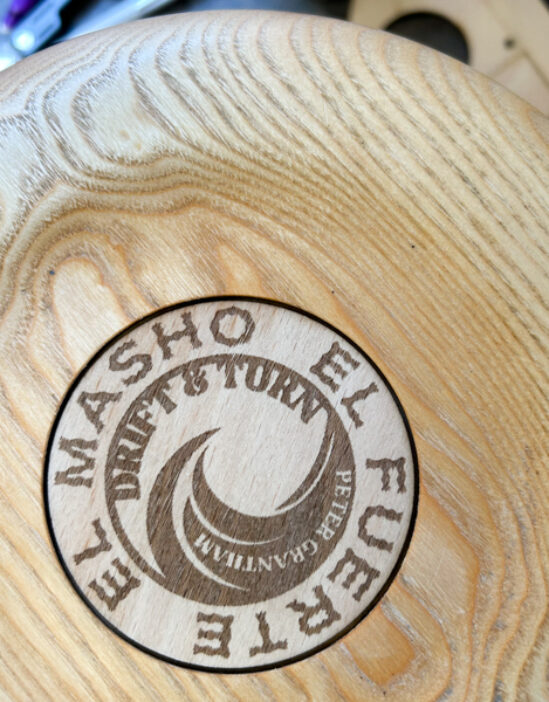 EL MASHO EL FUERTE
DRIFT & TURN
PETER GRANTHAM